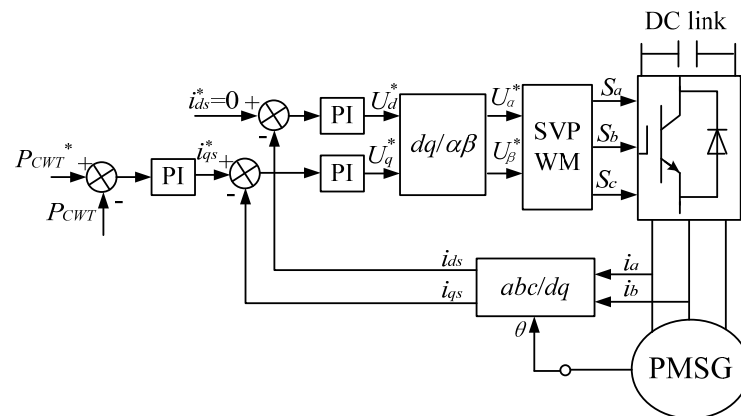 DC link
i*ds=0 +
-
PI
U*d
dq/αβ
U*α
SVP
WM
Sa
PCWT* +
-
PCWT
PI
i*qs +
-
PI
U*q
U*β
Sb
Sc
ids
iqs
abc/dq
ia
ib
θ
PMSG